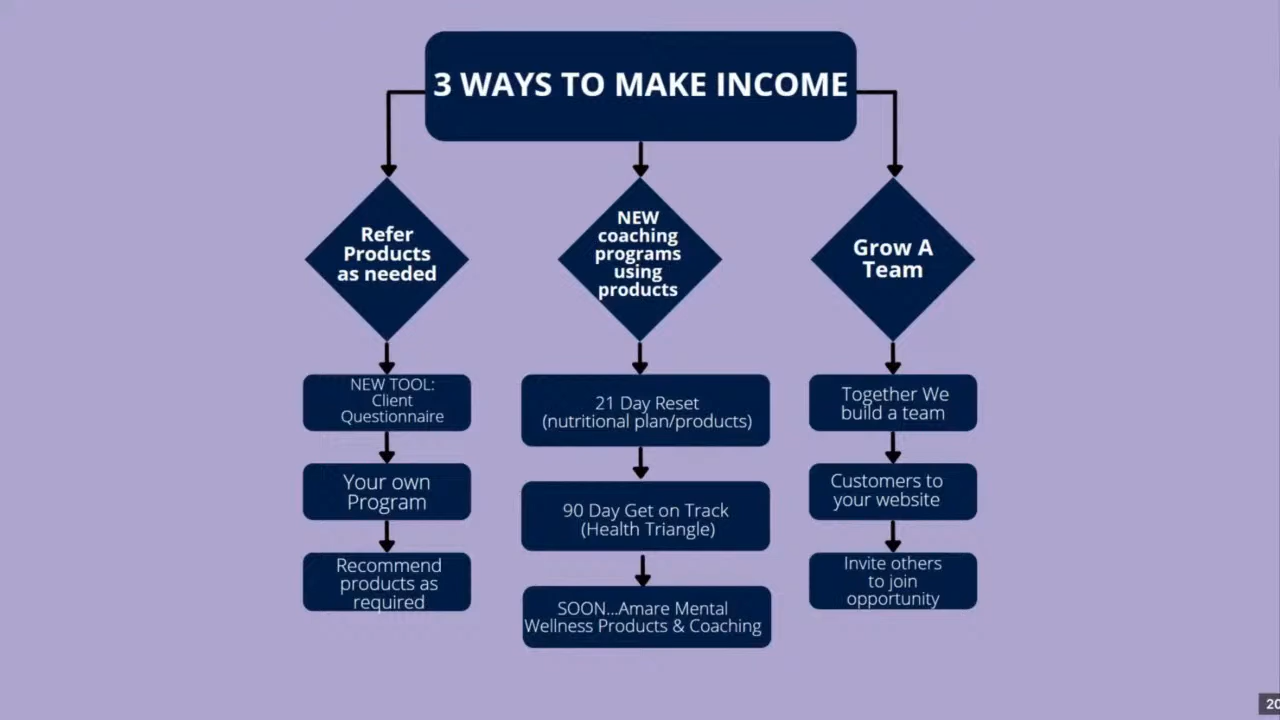 3 WAYS TO MAKE INCOME
Refer
Products
as needed
NEW
coaching
programs
using
products
Grow A
Team
NEW TOOL:
Client
Questionnaire
21 Day Reset
(nutritional plan/products)
Together We
build a team
Your own
Program
90 Day Get on Track
(Health Triangle)
Customers to
your website
Recommend
products as
required
SOON...Amare Mental
Wellness Products & Coaching
Invite others
to join
opportunity